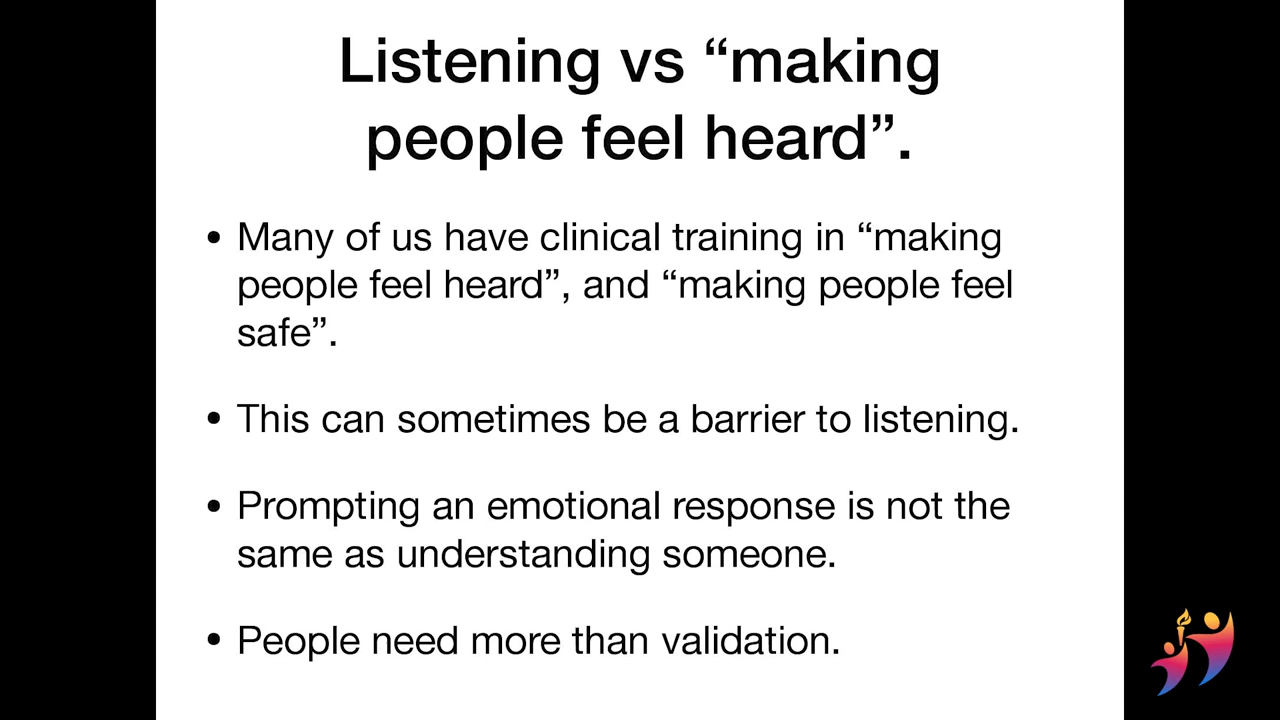 Listening vs “making
people feel heard”.
• Many of us have clinical training in “making
people feel heard”, and “making people feel
safe”.
• This can sometimes be a barrier to listening.
• Prompting an emotional response is not the
same as understanding someone.
• People need more than validation.